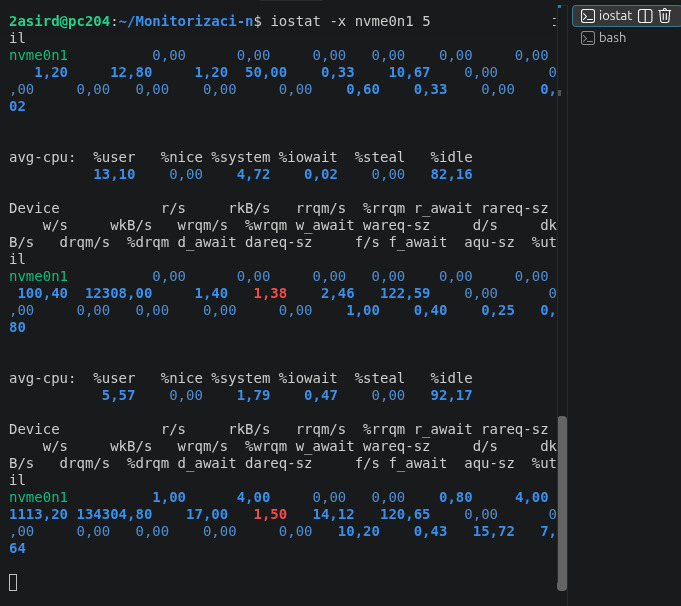 2asird@pc204:~/Monitorizaci-n$ iostat -x nvme0n1 5
il
nvme0n1 0,00 0,00 0,00 0,00 0,00 0,00
1,20 12,80 1,20 50,00 0,33 10,67 0,00 0
,00 0,00 0,00 0,00 0,00 0,60 0,33 0,00 0,
02
avg-cpu: %user %nice %system %iowait %steal %idle
13,10 0,00 4,72 0,02 0,00 82,16
Device r/s rkB/s rrqm/s %rrqm r_await rareq-sz
w/s wkB/s wrqm/s %wrqm w_await wareq-sz d/s dk
B/s drqm/s %drqm d_await dareq-sz f/s f_await aqu-sz %ut
il
nvme0n1 0,00 0,00 0,00 0,00 0,00 0,00
100,40 12308,00 1,40 1,38 2,46 122,59 0,00 0
,00 0,00 0,00 0,00 0,00 1,00 0,40 0,25 0,
80
avg-cpu: %user %nice %system %iowait %steal %idle
5,57 0,00 1,79 0,47 0,00 92,17
Device r/s rkB/s rrqm/s %rrqm r_await rareq-sz
w/s wkB/s wrqm/s %wrqm w_await wareq-sz d/s dk
B/s drqm/s %drqm d_await dareq-sz f/s f_await aqu-sz %ut
il
nvme0n1 1,00 4,00 0,00 0,00 0,80 4,00
1113,20 134304,80 17,00 1,50 14,12 120,65 0,00 0
,00 0,00 0,00 0,00 0,00 10,20 0,43 15,72 7,
64
iostat
bash